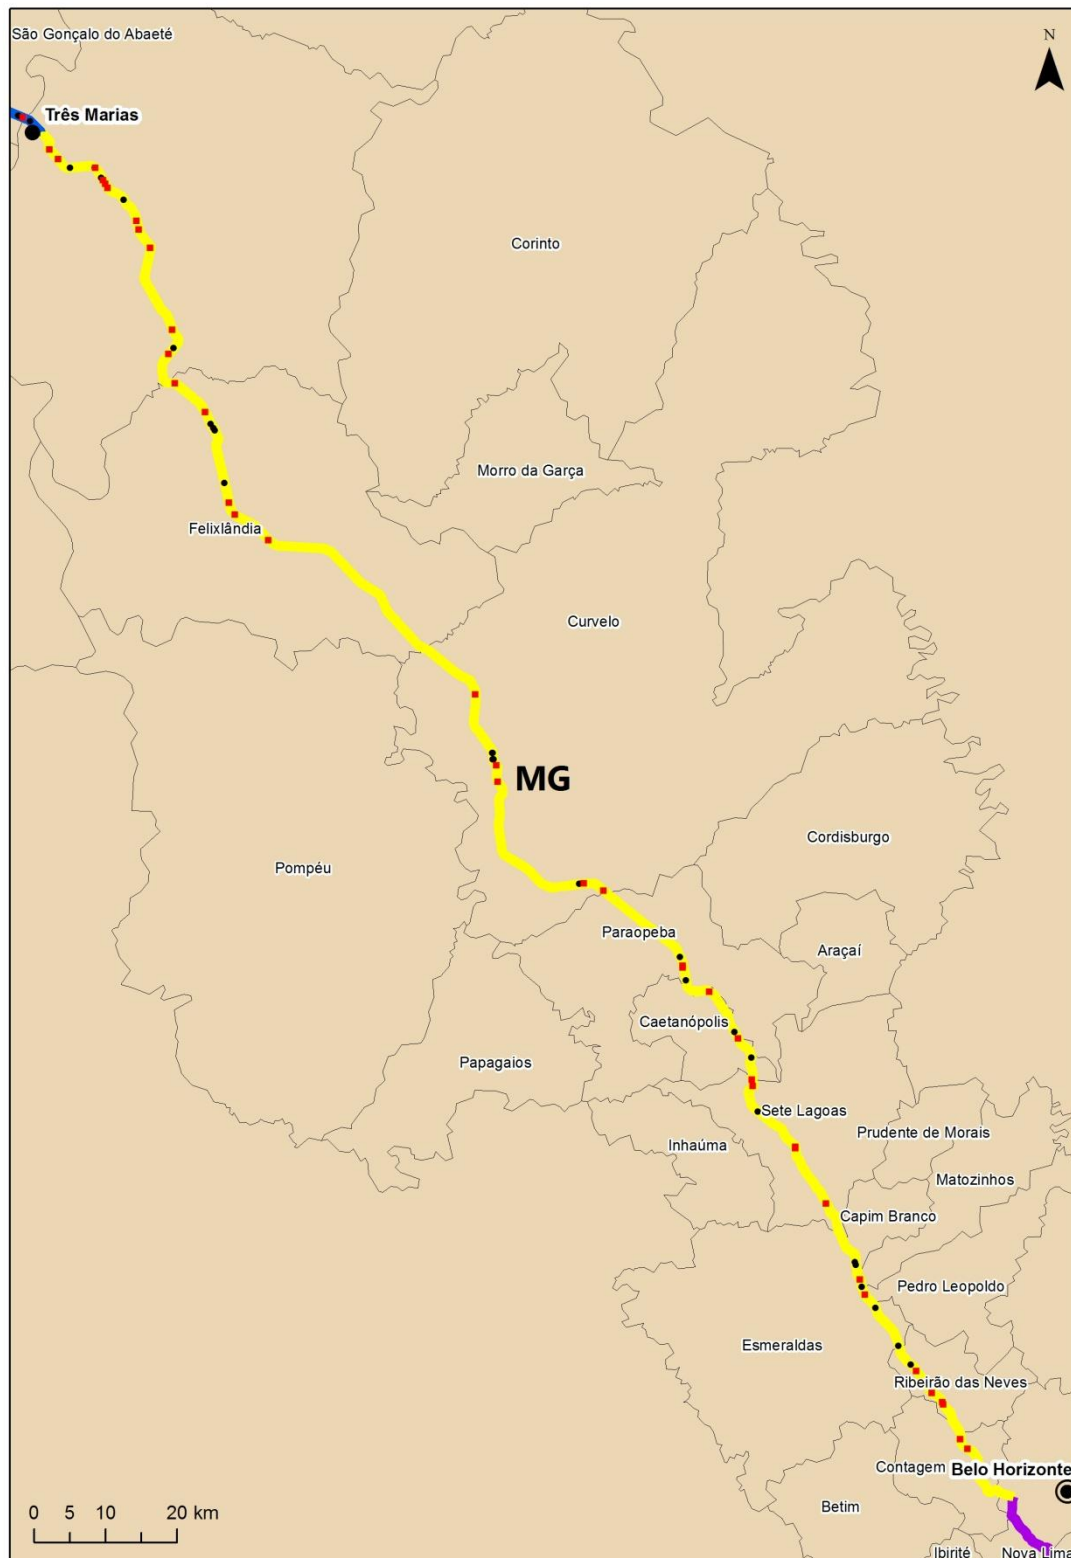 São Gonçalo do Abaeté
N
Três Marias
Corinto
Morro da Garça
Felixlândia
Curvelo
MG
Cordisburgo
Pompéu
Paraopeba
Araçaí
Caetanópolis
Papagaios
Sete Lagoas
Prudente de Morais
Inhaúma
Matozinhos
Capim Branco
Pedro Leopoldo
Esmeraldas
Ribeirão das Neves
Contagem
Belo Horizonte
Betim
0 5 10 20 km
Ibirité
Nova Lima